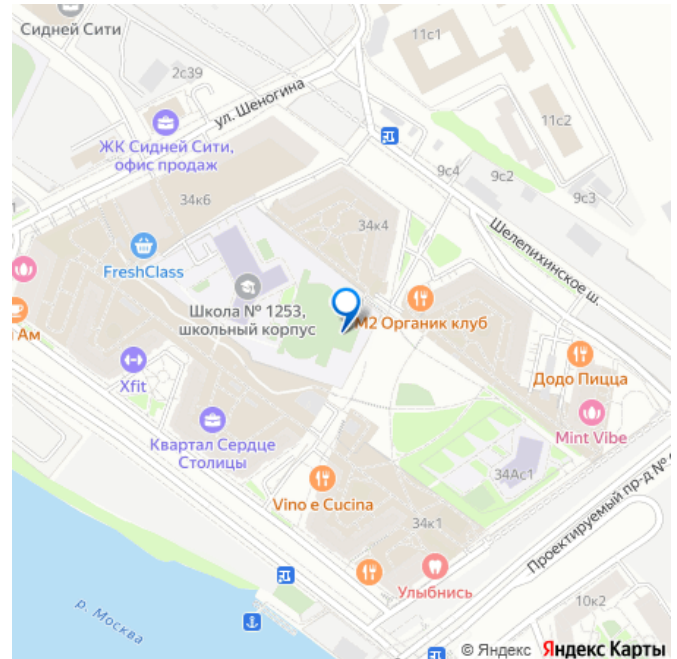 Сидней Сити
11с1
2с39
ул. Шеногина
11с2
ЖК Сидней Сити,
офис продаж
9с4
9с2
9с3
34к6
34к4
Шелепихинское ш.
FreshClass
Школа № 1253,
школьный корпус
М2 Органик клуб
Ам
Додо Пицца
Xfit
Mint Vibe
Квартал Сердце
Столицы
34Ас1
Vino e Cucina
34к1
Проектируемый пр-д №
Улыбнись
10к2
р. Москва
© Яндекс Яндекс Карты